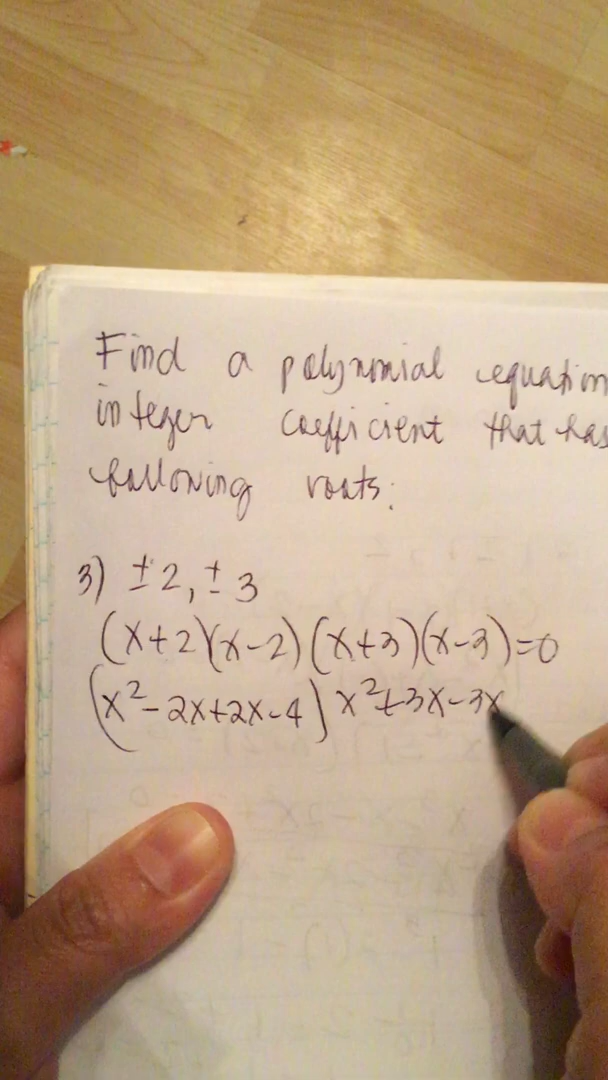 Find a polynomial equation
integer coefficient that has
following roots:
3) ±2, ±3
(x+2)(x-2)(x+3)(x-3)=0
(x²-2x+2x-4) x²+3x-3x